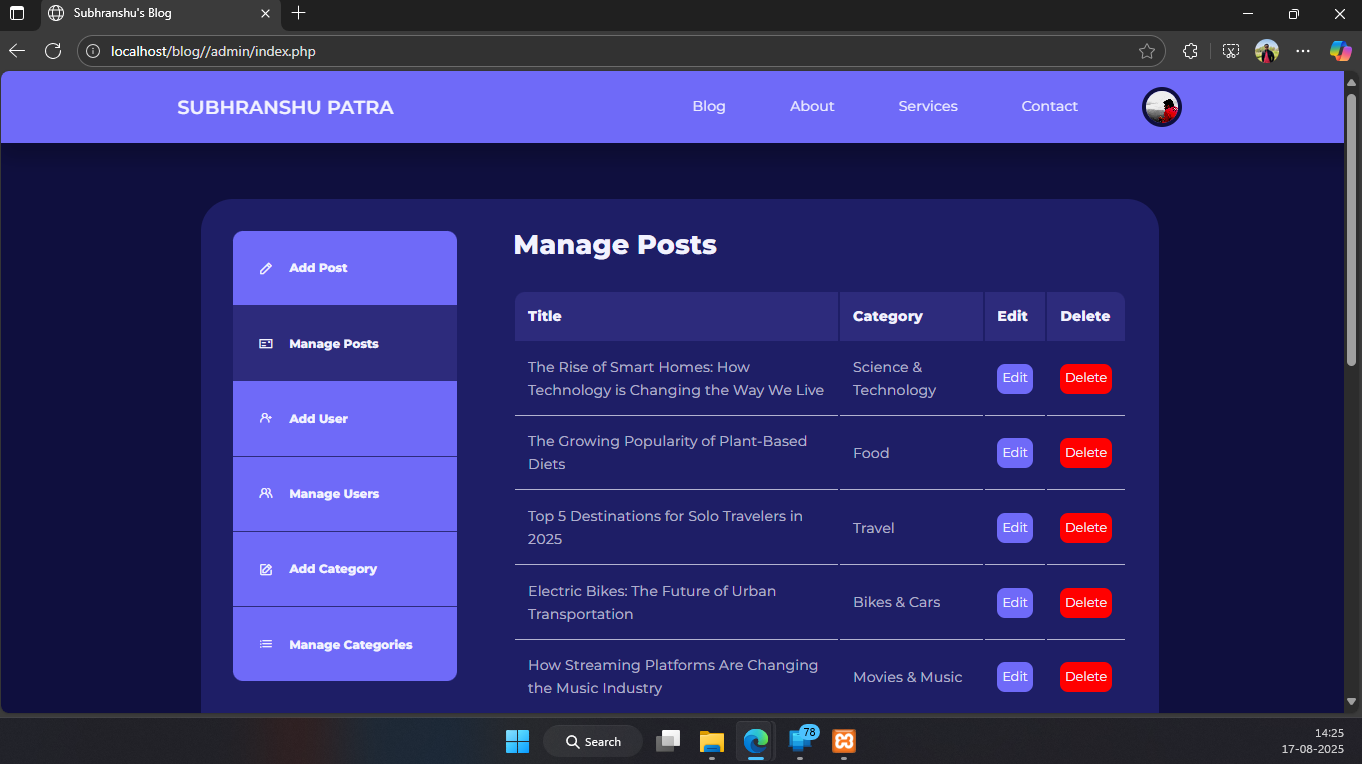 Subhranshu's Blog
localhost/blog//admin/index.php
SUBHRANSHU PATRA
Blog
About
Services
Contact
Add Post
Manage Posts
Add User
Manage Users
Add Category
Manage Categories
Manage Posts
Title
Category
Edit
Delete
The Rise of Smart Homes: How
Technology is Changing the Way We Live
Science &
Technology
Edit
Delete
The Growing Popularity of Plant-Based
Diets
Food
Edit
Delete
Top 5 Destinations for Solo Travelers in
2025
Travel
Edit
Delete
Electric Bikes: The Future of Urban
Transportation
Bikes & Cars
Edit
Delete
How Streaming Platforms Are Changing
the Music Industry
Movies & Music
Edit
Delete
Search
78
14:25
17-08-2025